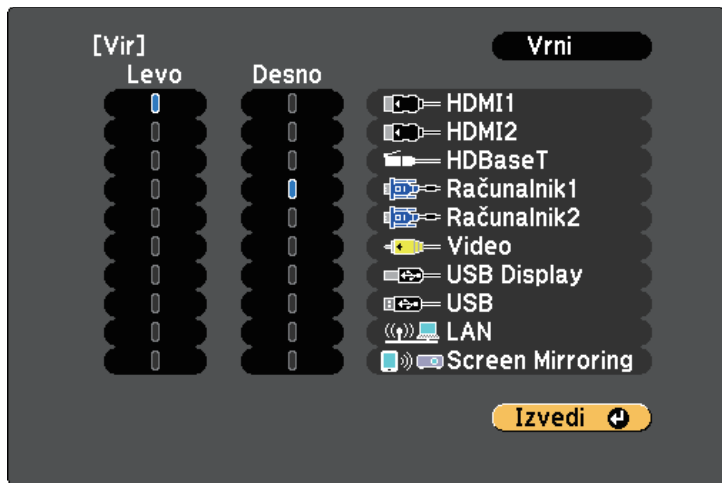 [Vir]
Vrni
Levo Desno
HDMI1
HDMI2
HDBaseT
Računalnik1
Računalnik2
Video
USB Display
USB
LAN
Screen Mirroring
Izvedi